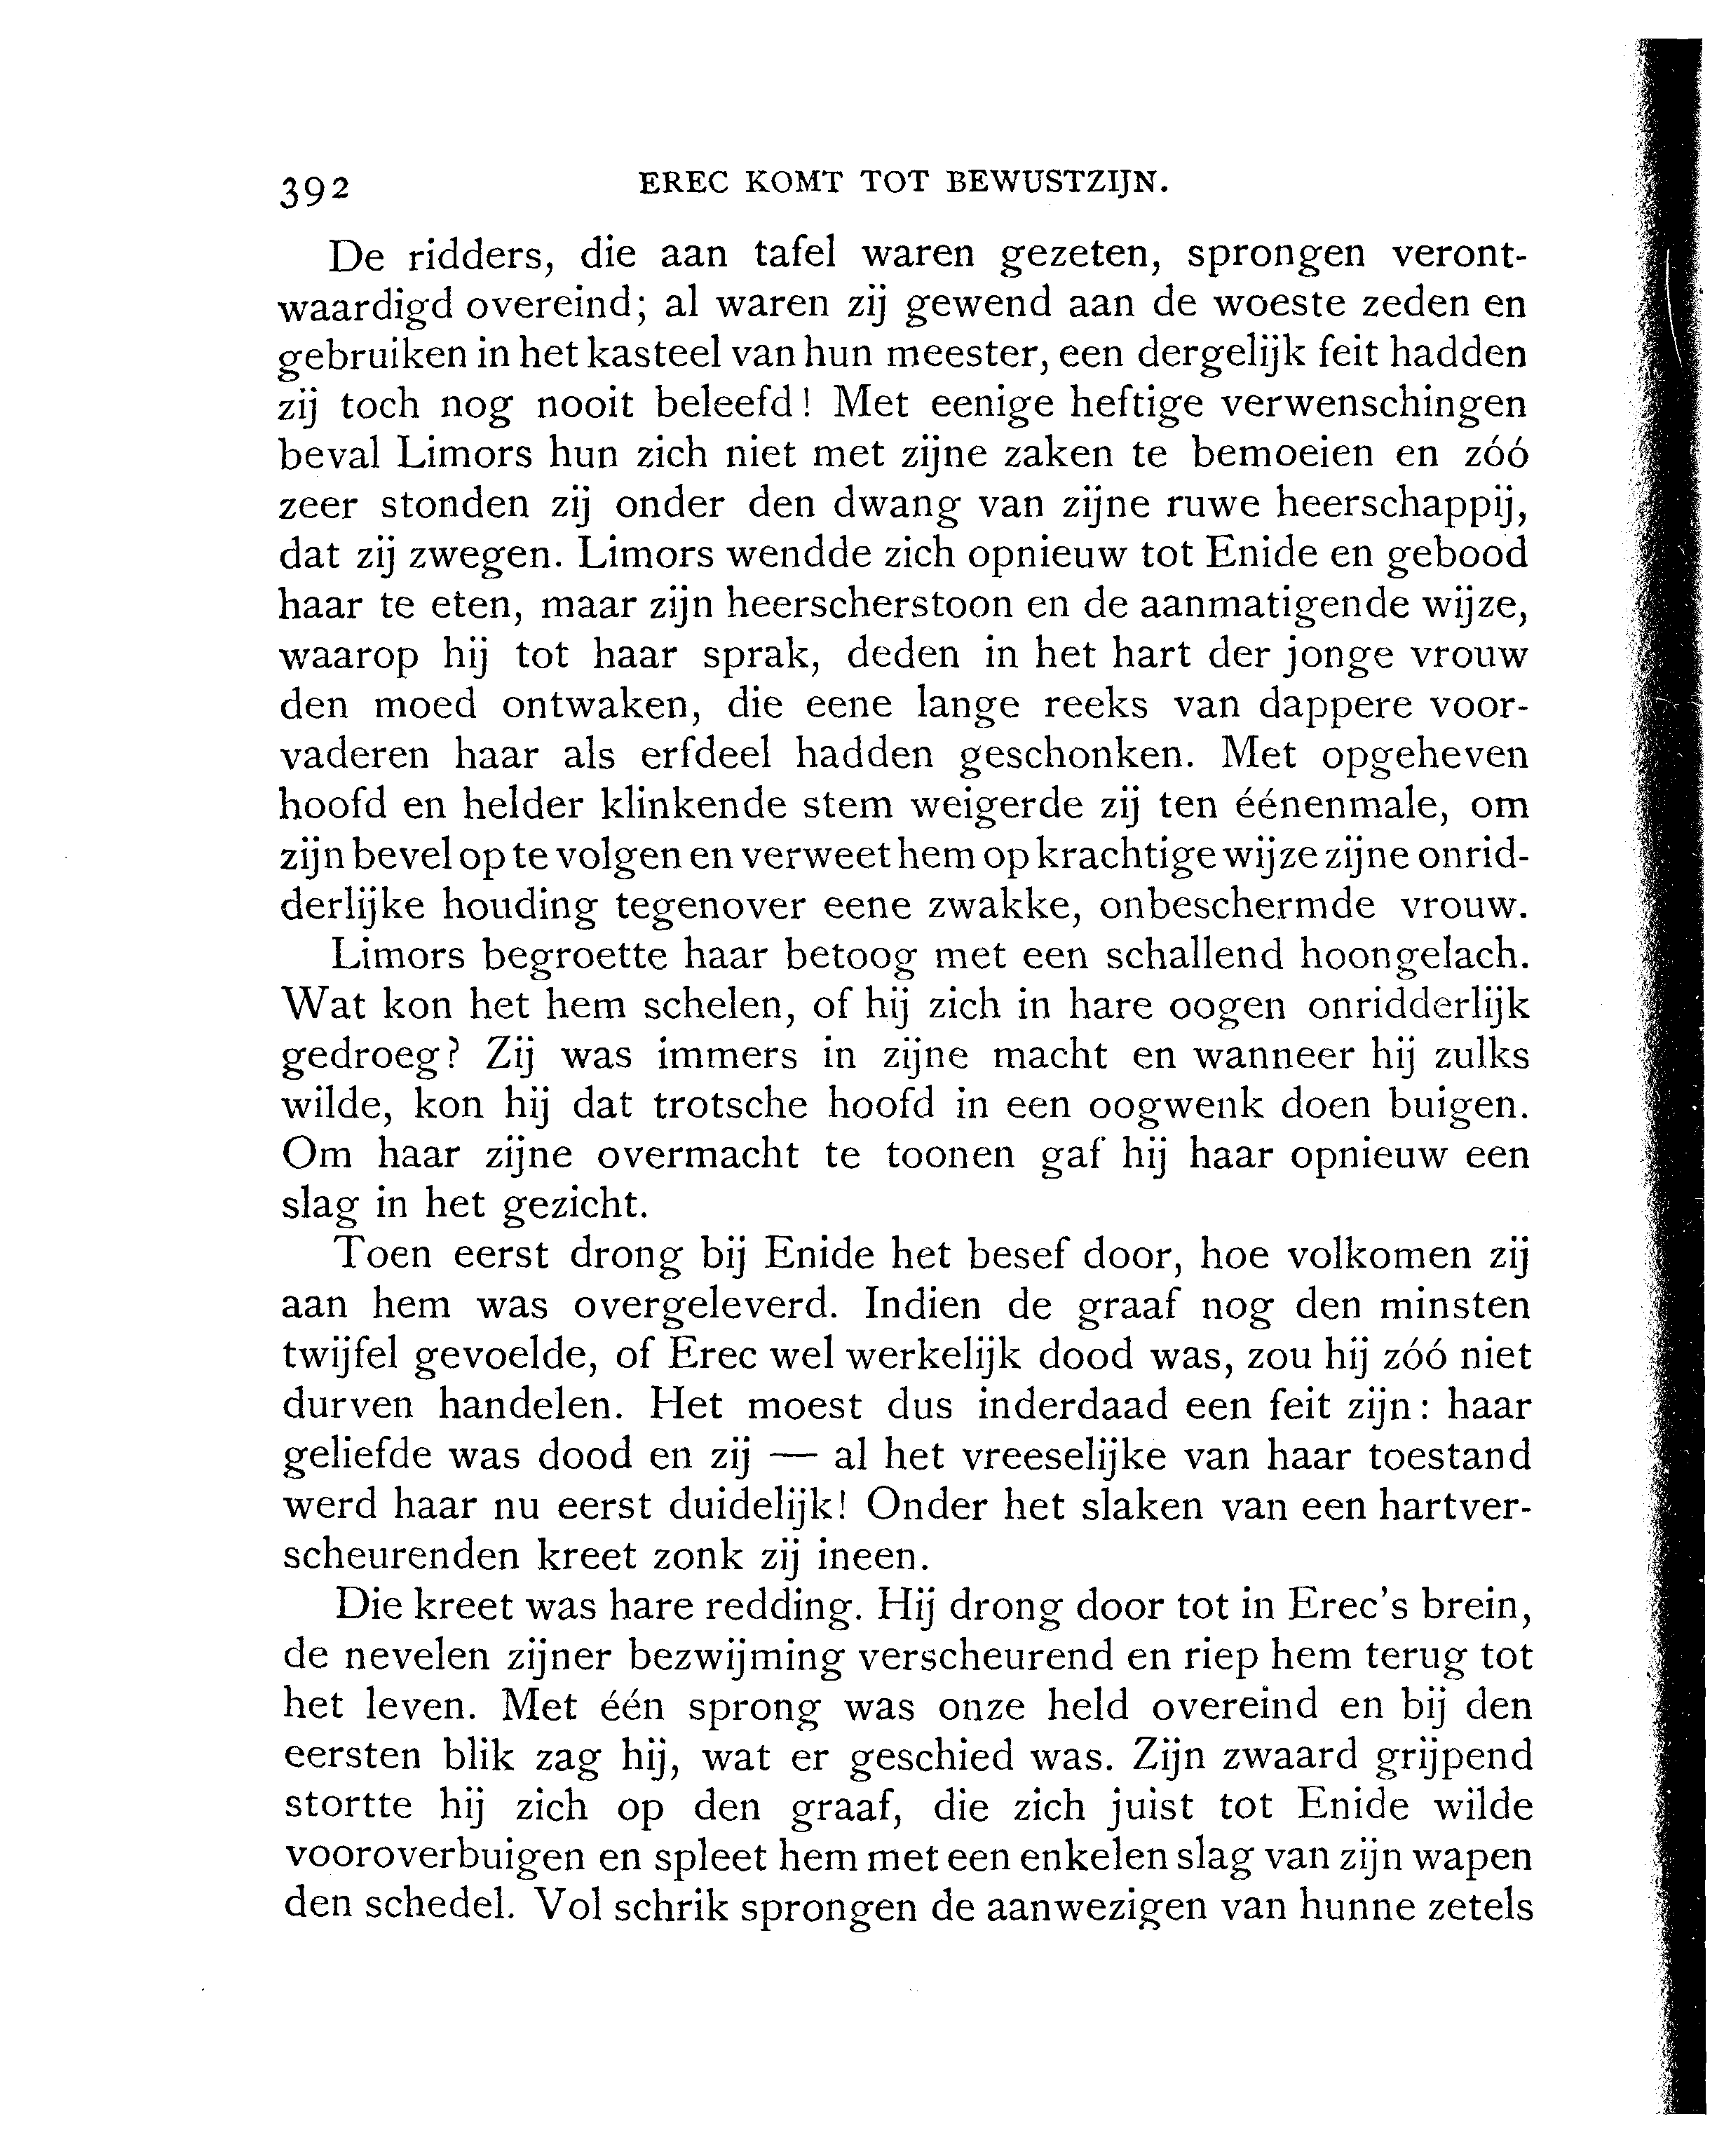 392 EREC KOMT TOT BEWUSTZIJN.
De ridders, die aan tafel waren gezeten, sprongen veront-
waardigd overeind; al waren zij gewend aan de woeste zeden en
gebruiken in het kasteel van hun meester, een dergelijk feit hadden
zij toch nog nooit beleefd! Met eenige heftige verwenschingen
beval Limors hun zich niet met zijne zaken te bemoeien en zóó
zeer stonden zij onder den dwang van zijne ruwe heerschappij,
dat zij zwegen. Limors wendde zich opnieuw tot Enide en gebood
haar te eten, maar zijn heerscherstoon en de aanmatigende wijze,
waarop hij tot haar sprak, deden in het hart der jonge vrouw
den moed ontwaken, die eene lange reeks van dappere voor-
vaderen haar als erfdeel hadden geschonken. Met opgeheven
hoofd en helder klinkende stem weigerde zij ten éénenmale, om
zijn bevel op te volgen en verweet hem op krachtige wijze zijne onrid-
derlijke houding tegenover eene zwakke, onbeschermde vrouw.
Limors begroette haar betoog met een schallend hoongelach.
Wat kon het hem schelen, of hij zich in hare oogen onridderlijk
gedroeg? Zij was immers in zijne macht en wanneer hij zulks
wilde, kon hij dat trotsche hoofd in een oogwenk doen buigen.
Om haar zijne overmacht te toonen gaf hij haar opnieuw een
slag in het gezicht.
Toen eerst drong bij Enide het besef door, hoe volkomen zij
aan hem was overgeleverd. Indien de graaf nog den minsten
twijfel gevoelde, of Erec wel werkelijk dood was, zou hij zóó niet
durven handelen. Het moest dus inderdaad een feit zijn: haar
geliefde was dood en zij — al het vreeselijke van haar toestand
werd haar nu eerst duidelijk! Onder het slaken van een hartver-
scheurenden kreet zonk zij ineen.
Die kreet was hare redding. Hij drong door tot in Erec's brein,
de nevelen zijner bezwijming verscheurend en riep hem terug tot
het leven. Met één sprong was onze held overeind en bij den
eersten blik zag hij, wat er geschied was. Zijn zwaard grijpend
stortte hij zich op den graaf, die zich juist tot Enide wilde
vooroverbuigen en spleet hem met een enkelen slag van zijn wapen
den schedel. Vol schrik sprongen de aanwezigen van hunne zetels